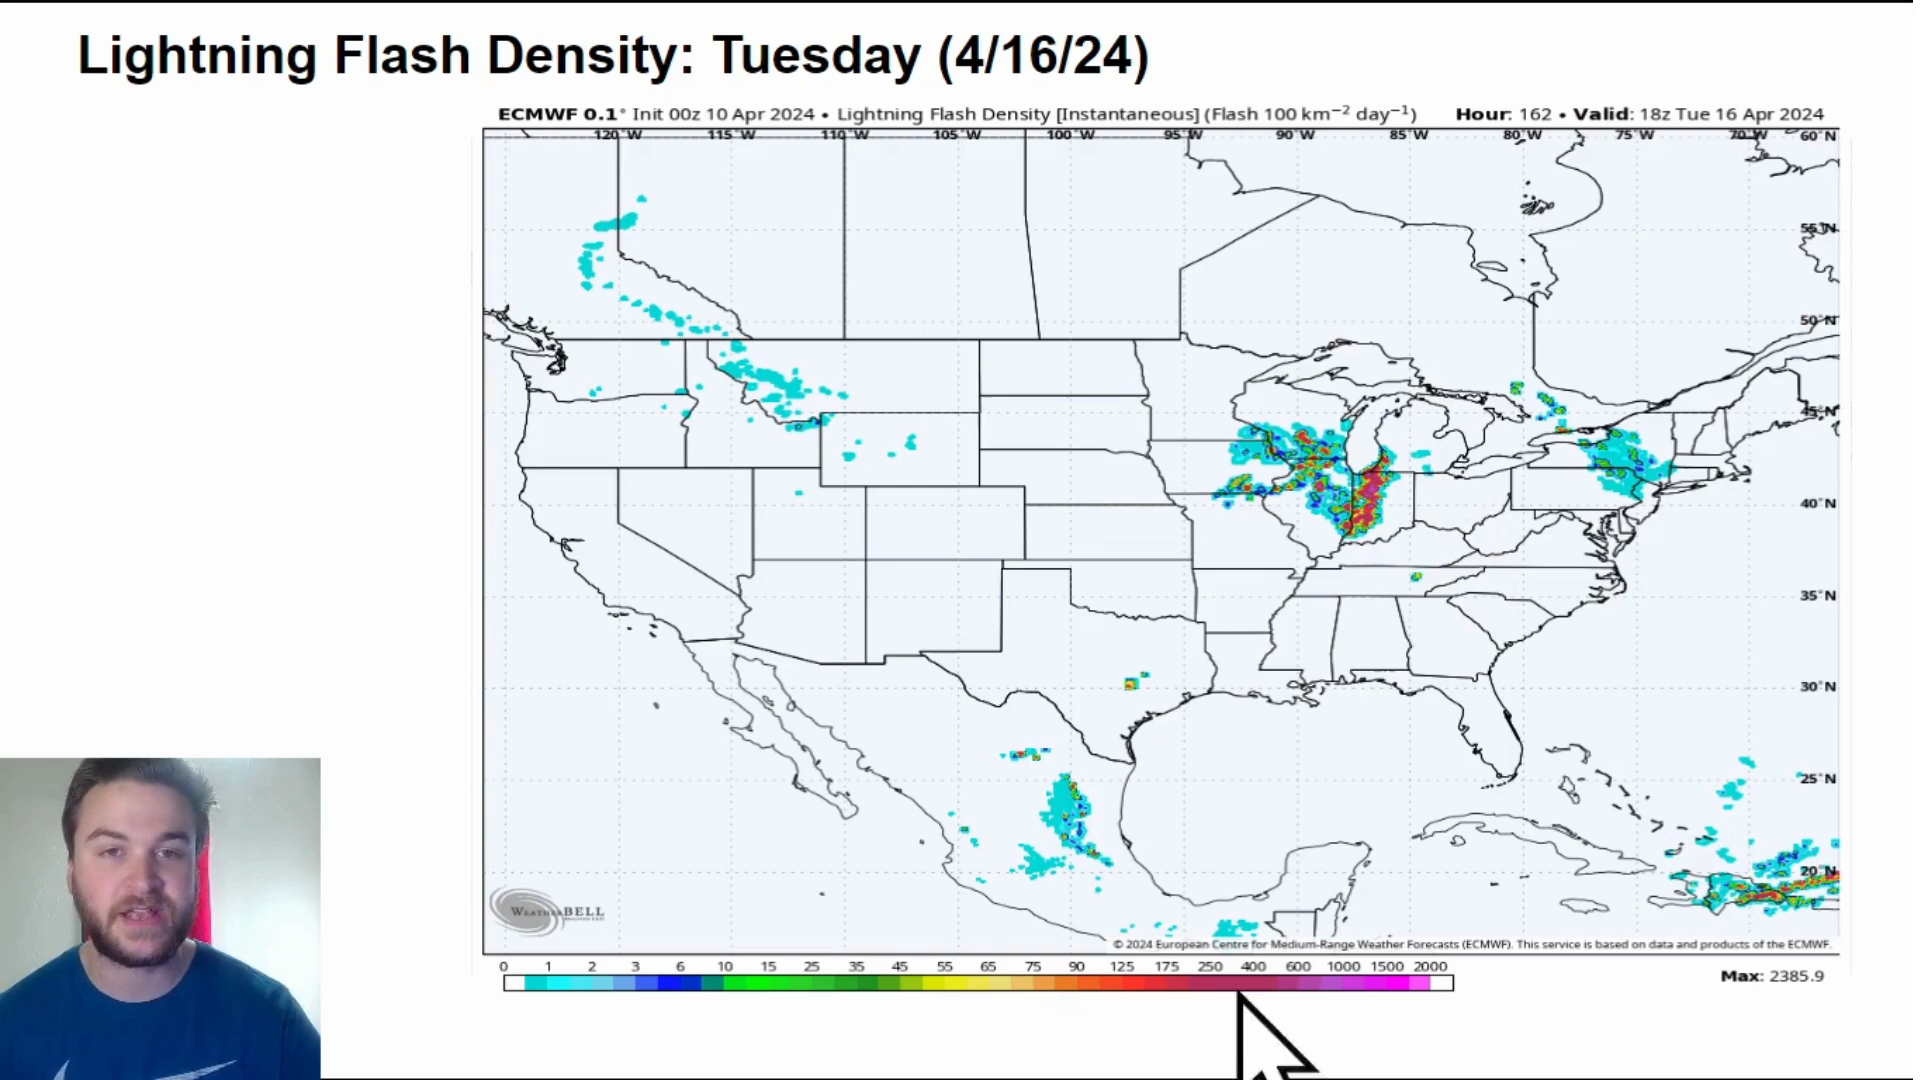 Lightning Flash Density: Tuesday (4/16/24)
ECMWF 0.1° Init 00z 10 Apr 2024 • Lightning Flash Density [Instantaneous] (Flash 100 km−2 day−1) Hour: 162 • Valid: 18z Tue 16 Apr 2024
120°W 115°W 110°W 105°W 100°W 95°W 90°W 85°W 80°W 75°W 70°W 60°N
55°N
50°N
45°N
40°N
35°N
30°N
25°N
20°N
WEATHERBELL
© 2024 European Centre for Medium-Range Weather Forecasts (ECMWF). This service is based on data and products of the ECMWF.
0 1 2 3 6 10 15 25 35 45 55 65 75 90 125 175 250 400 600 1000 1500 2000
Max: 2385.9